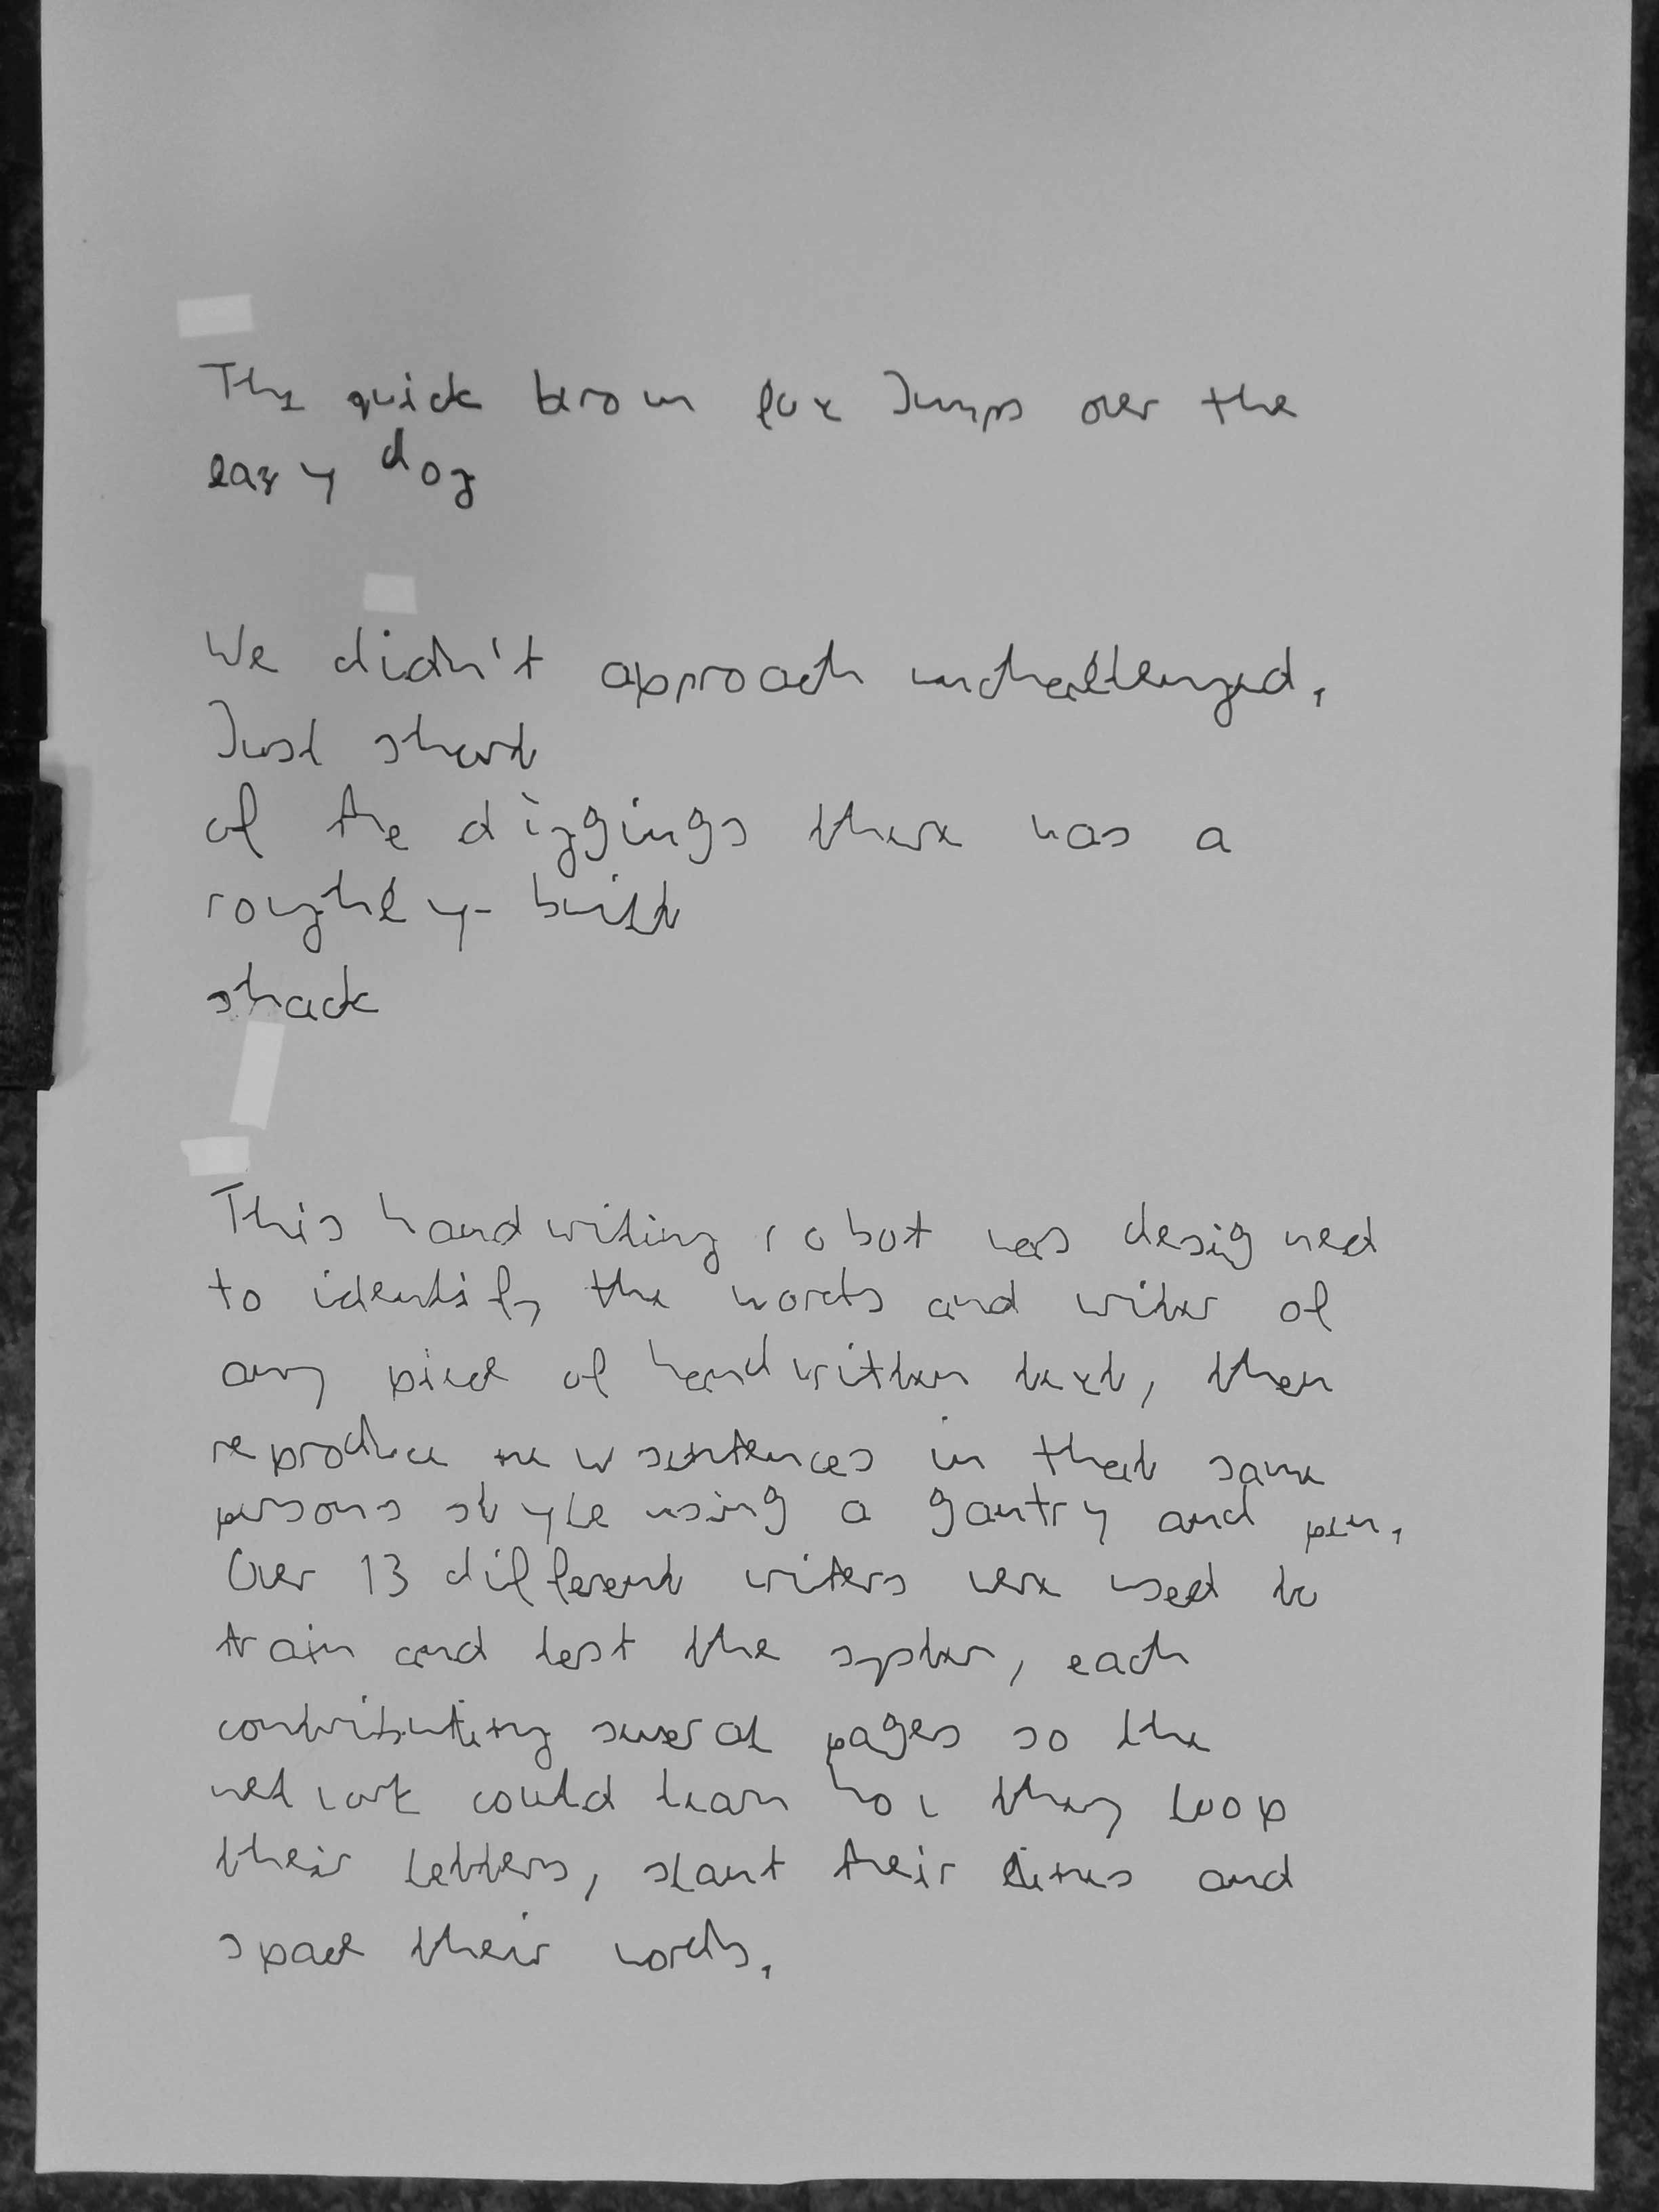 The quick brown fox Jumps over the
lazy dog
We didn't approach unchallenged.
Just short
of the diggings there was a
roughly-built
shack
This handwriting robot was designed
to identify the words and writer of
any piece of handwritten text, then
reproduce new sentences in that same
persons style using a gantry and pen.
Over 13 different writers were used to
train and test the system, each
contributing several pages so the
network could learn how they loop
their letters, slant their lines and
space their words.